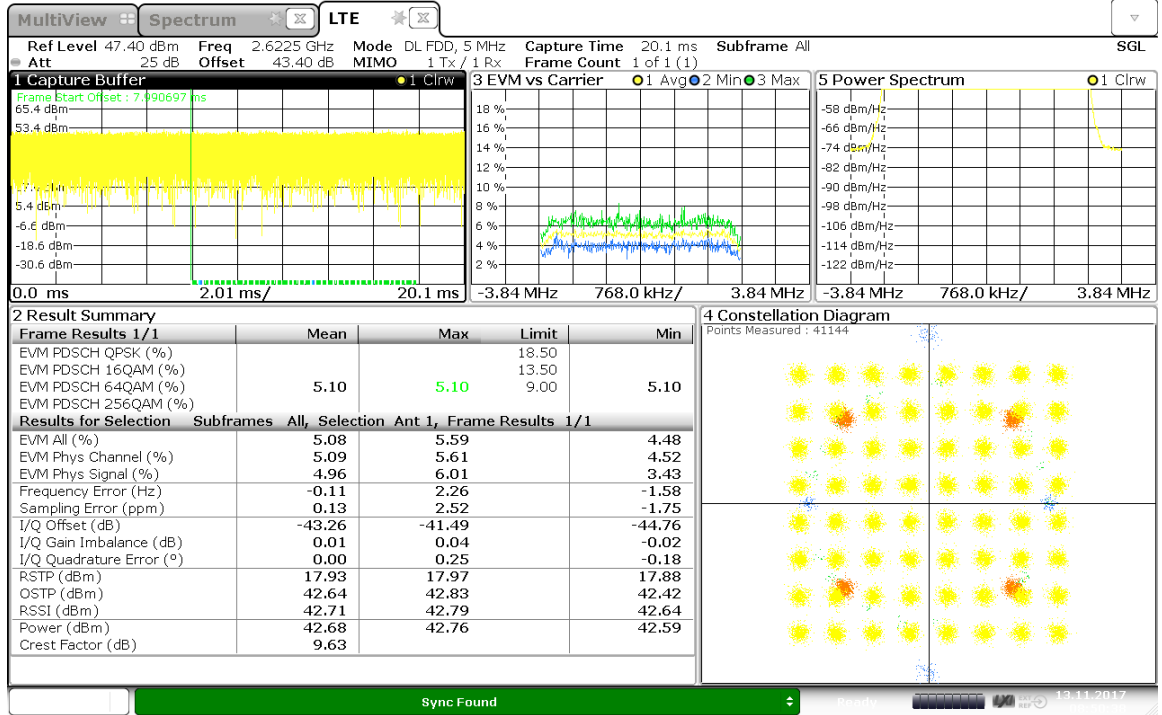 MultiView Spectrum LTE
Ref Level 47.40 dBm Freq 2.6225 GHz Mode DL FDD, 5 MHz Capture Time 20.1 ms Subframe All SGL
Att 25 dB Offset 43.40 dB MIMO 1 Tx / 1 Rx Frame Count 1 of 1 (1)
1 Capture Buffer 1 Clrw
Frame Start Offset : 7.990697 ms
65.4 dBm
53.4 dBm
5.4 dBm
-6.6 dBm
-18.6 dBm
-30.6 dBm
0.0 ms 2.01 ms/ 20.1 ms
3 EVM vs Carrier 1 Avg 2 Min 3 Max
18 %
16 %
14 %
12 %
10 %
8 %
6 %
4 %
2 %
-3.84 MHz 768.0 kHz/ 3.84 MHz
5 Power Spectrum 1 Clrw
-58 dBm/Hz
-66 dBm/Hz
-74 dBm/Hz
-82 dBm/Hz
-90 dBm/Hz
-98 dBm/Hz
-106 dBm/Hz
-114 dBm/Hz
-122 dBm/Hz
-3.84 MHz 768.0 kHz/ 3.84 MHz
2 Result Summary
Frame Results 1/1 Mean Max Limit Min
EVM PDSCH QPSK (%) 18.50
EVM PDSCH 16QAM (%) 13.50
EVM PDSCH 64QAM (%) 5.10 5.10 9.00 5.10
EVM PDSCH 256QAM (%)
Results for Selection Subframes All, Selection Ant 1, Frame Results 1/1
EVM All (%) 5.08 5.59 4.48
EVM Phys Channel (%) 5.09 5.61 4.52
EVM Phys Signal (%) 4.96 6.01 3.43
Frequency Error (Hz) -0.11 2.26 -1.58
Sampling Error (ppm) 0.13 2.52 -1.75
I/Q Offset (dB) -43.26 -41.49 -44.76
I/Q Gain Imbalance (dB) 0.01 0.04 -0.02
I/Q Quadrature Error (º) 0.00 0.25 -0.18
RSTP (dBm) 17.93 17.97 17.88
OSTP (dBm) 42.64 42.83 42.42
RSSI (dBm) 42.71 42.79 42.64
Power (dBm) 42.68 42.76 42.59
Crest Factor (dB) 9.63
4 Constellation Diagram
Points Measured : 41144
Sync Found
Ready
13.11.2017